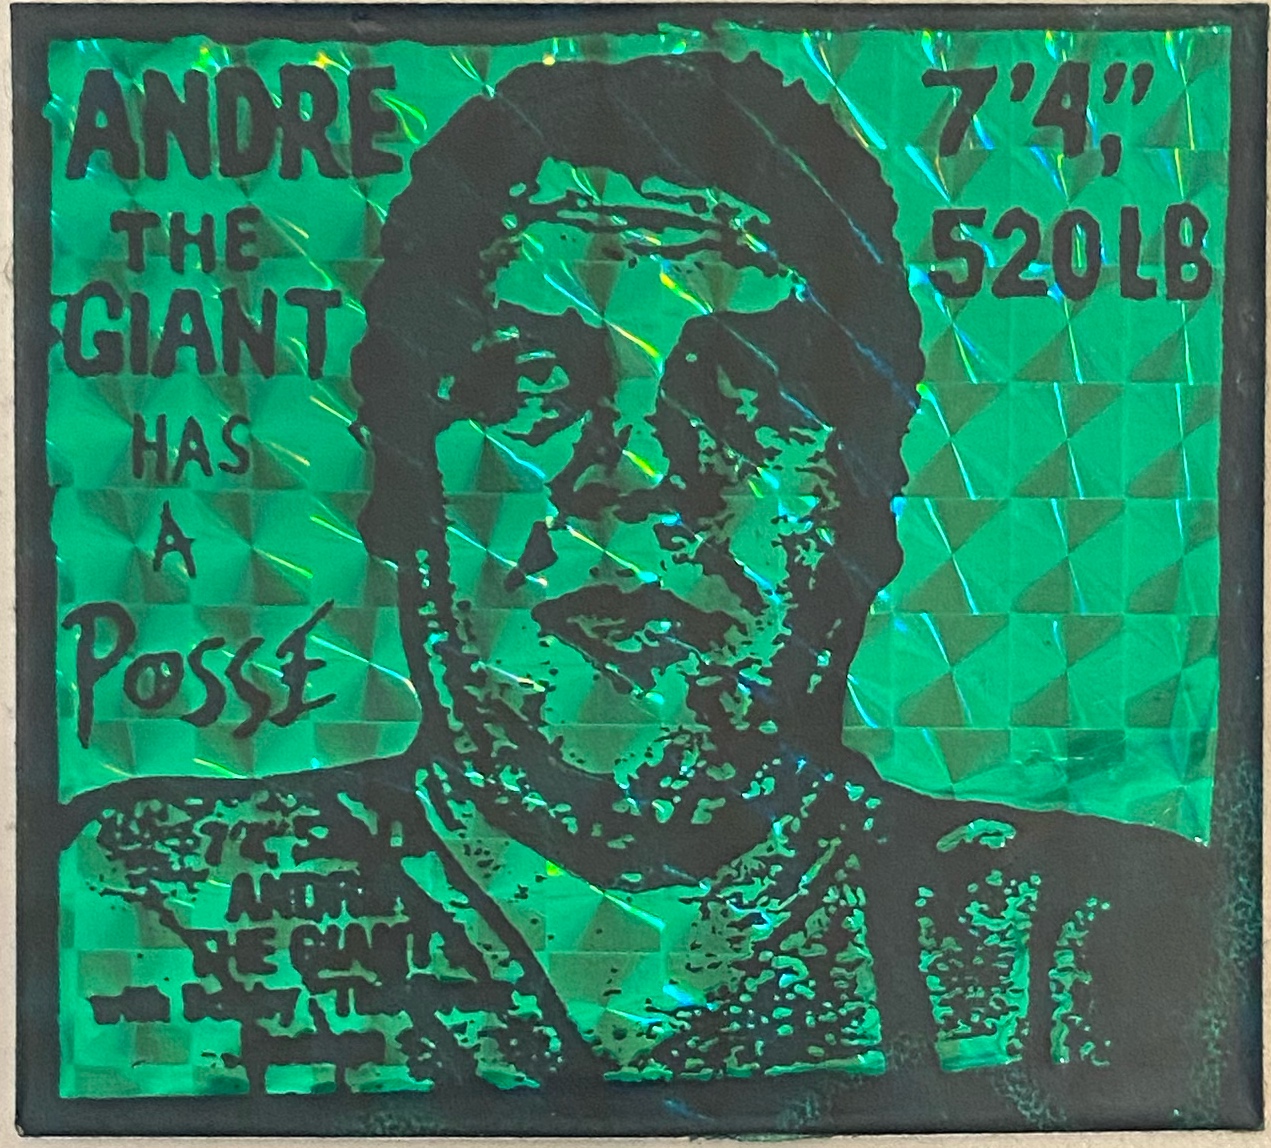 ANDRE
THE
GIANT
HAS
A
POSSE
7'4",
520 LB
ANDRE
THE GIANT